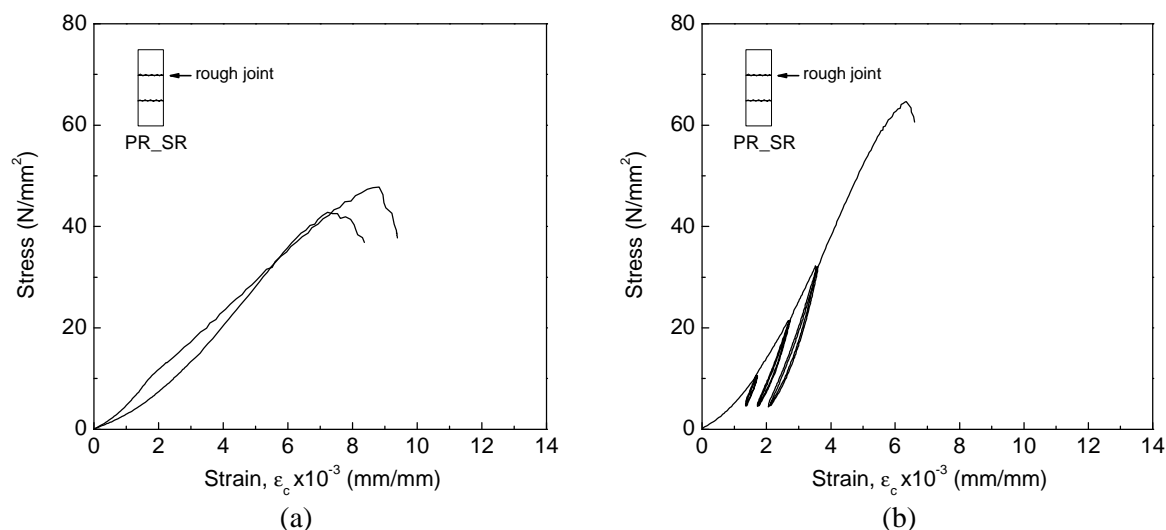 80
60
40
20
0
Stress (N/mm²)
rough joint
PR_SR
0 2 4 6 8 10 12 14
Strain, ε_c x10⁻³ (mm/mm)
(a)
80
60
40
20
0
Stress (N/mm²)
rough joint
PR_SR
0 2 4 6 8 10 12 14
Strain, ε_c x10⁻³ (mm/mm)
(b)